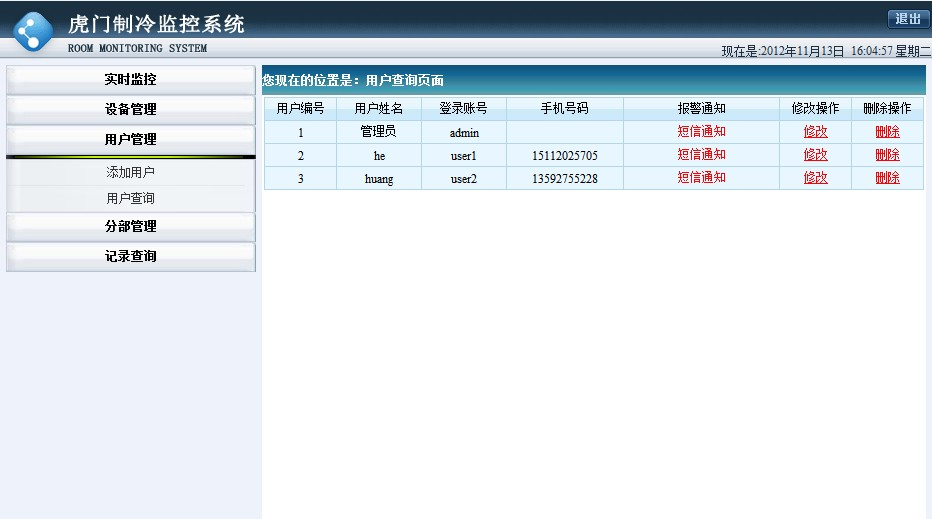 虎门制冷监控系统
ROOM MONITORING SYSTEM
退出
现在是:2012年11月13日 16:04:57 星期二
实时监控
设备管理
用户管理
添加用户
用户查询
分部管理
记录查询
您现在的位置是：用户查询页面
用户编号 用户姓名 登录账号 手机号码 报警通知 修改操作 删除操作
1 管理员 admin 短信通知 修改 删除
2 he user1 15112025705 短信通知 修改 删除
3 huang user2 13592755228 短信通知 修改 删除